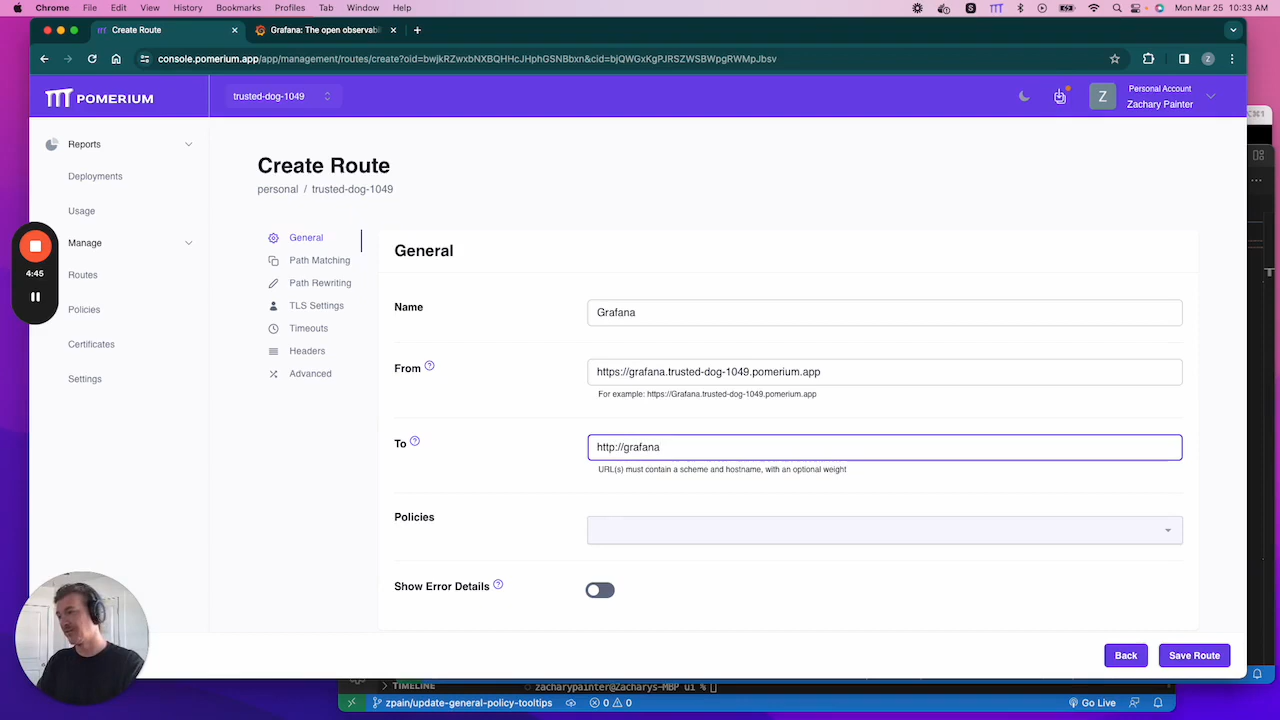 Chrome File Edit View History Bookmarks Profiles Tab Window Help
Mon Mar 25 10:33 AM
Create Route
Grafana: The open observabi
console.pomerium.app/app/management/routes/create?oid=bwjkRZwxbNXBQHHcJHphGSNBbxn&cid=bjQWGxKgPJRSZWSBWpgRWMpJbsv
Z
POMERIUM
trusted-dog-1049
Z
Personal Account
Zachary Painter
⌘1
Reports
Deployments
Usage
Manage
Routes
Policies
Certificates
Settings
4:45
Create Route
personal / trusted-dog-1049
General
Path Matching
Path Rewriting
TLS Settings
Timeouts
Headers
Advanced
General
Name
Grafana
From
https://grafana.trusted-dog-1049.pomerium.app
For example: https://Grafana.trusted-dog-1049.pomerium.app
To
http://grafana
URL(s) must contain a scheme and hostname, with an optional weight
Policies
Show Error Details
Back
Save Route
TIMELINE
zacharypainter@Zacharys-MBP ui %
zpain/update-general-policy-tooltips
0 0
Go Live